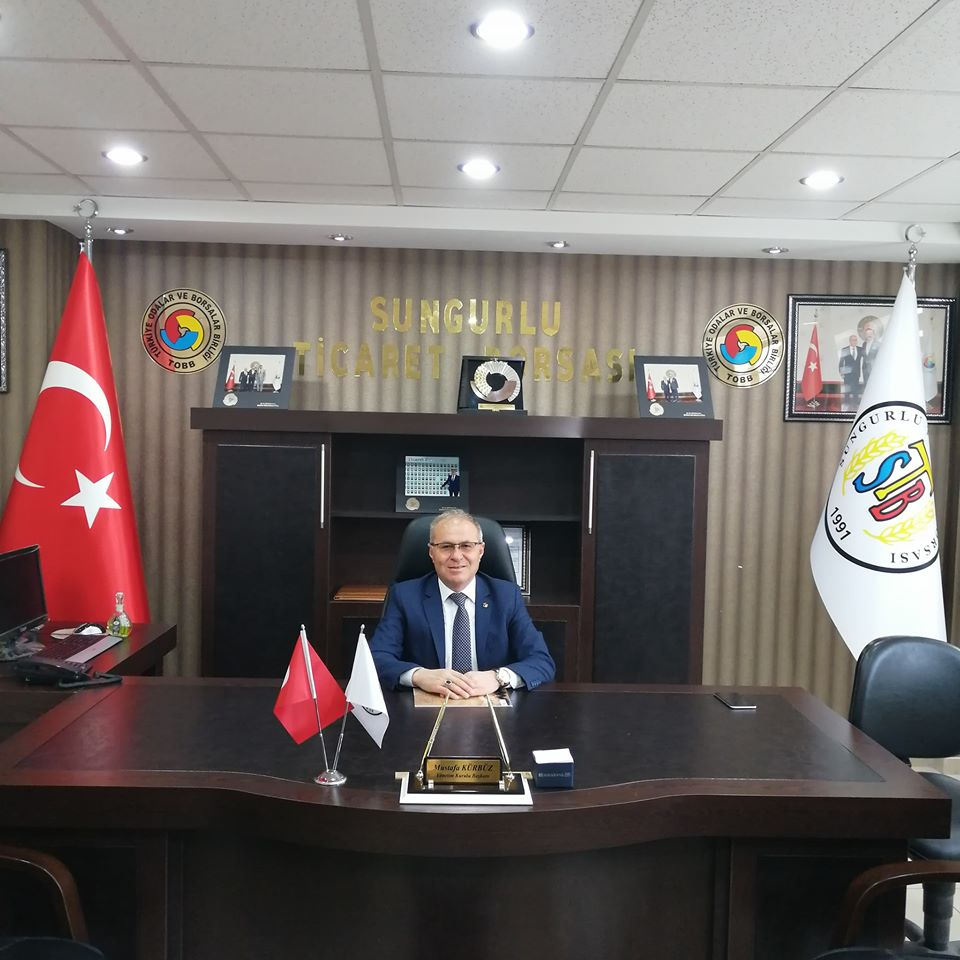 SUNGURLU
TİCARET BORSASI
TÜRKİYE ODALAR VE BORSALAR BİRLİĞİ
TOBB
TÜRKİYE ODALAR VE BORSALAR BİRLİĞİ
TOBB
SUNGURLU
TSTB
1991
BORSASI
Mustafa KÜRBÜZ
Yönetim Kurulu Başkanı